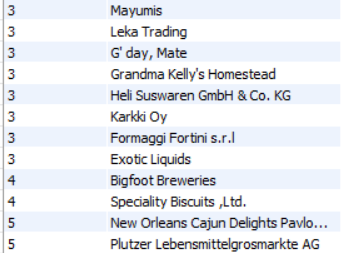 3 Mayumis
3 Leka Trading
3 G' day, Mate
3 Grandma Kelly's Homestead
3 Heli Suswaren GmbH & Co. KG
3 Karkki Oy
3 Formaggi Fortini s.r.l
3 Exotic Liquids
4 Bigfoot Breweries
4 Speciality Biscuits ,Ltd.
5 New Orleans Cajun Delights Pavlo...
5 Plutzer Lebensmittelgrosmarkte AG